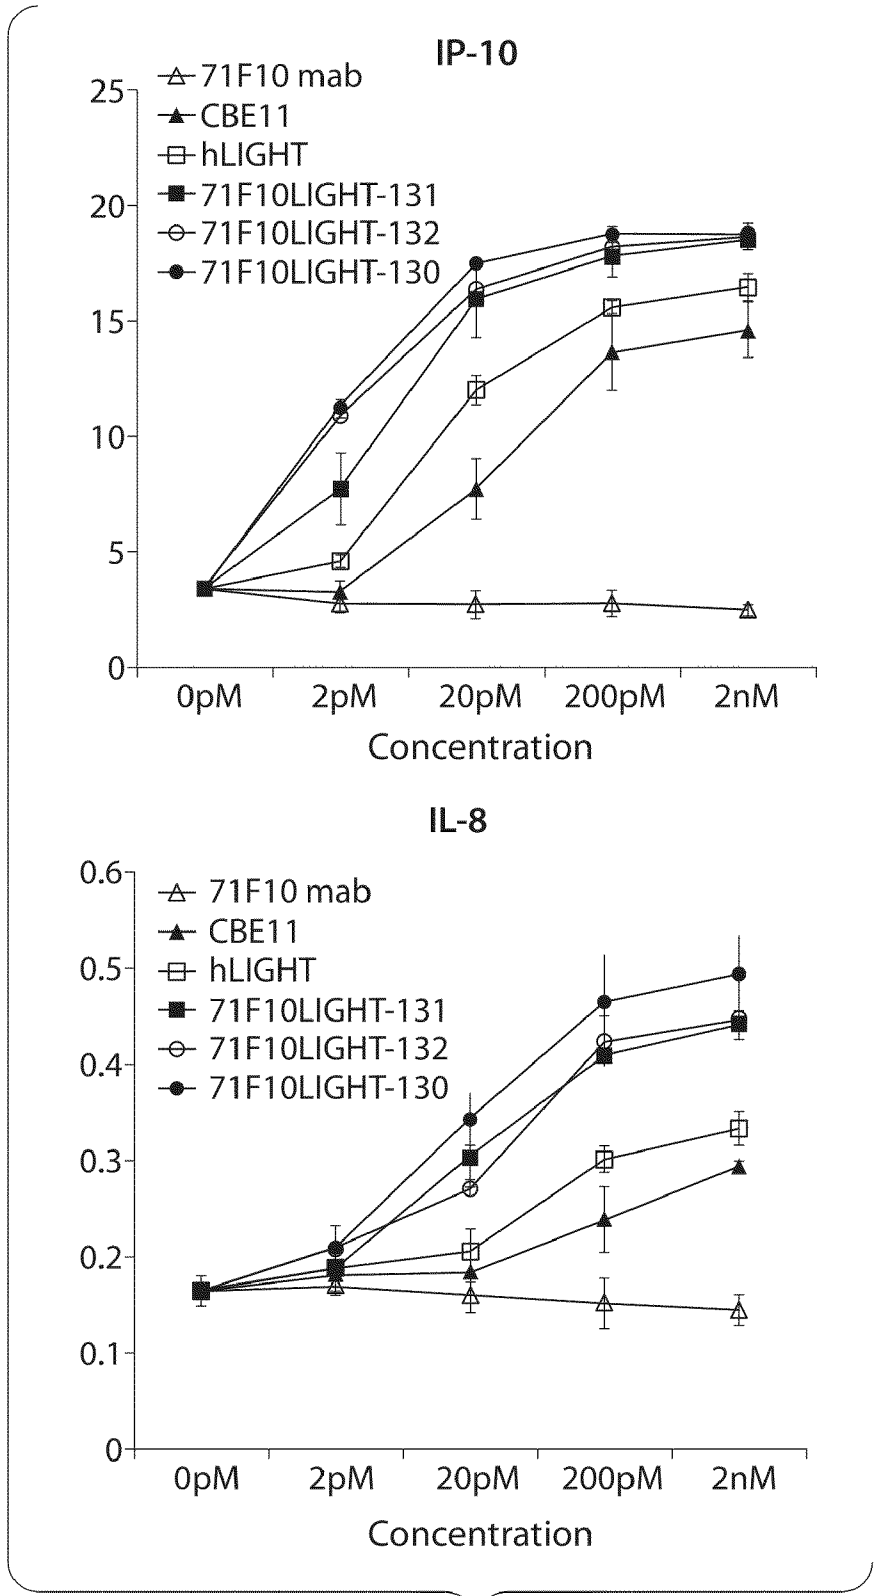 IP-10
71F10 mab
CBE11
hLIGHT
71F10LIGHT-131
71F10LIGHT-132
71F10LIGHT-130
25
20
15
10
5
0
0pM 2pM 20pM 200pM 2nM
Concentration
IL-8
71F10 mab
CBE11
hLIGHT
71F10LIGHT-131
71F10LIGHT-132
71F10LIGHT-130
0.6
0.5
0.4
0.3
0.2
0.1
0
0pM 2pM 20pM 200pM 2nM
Concentration